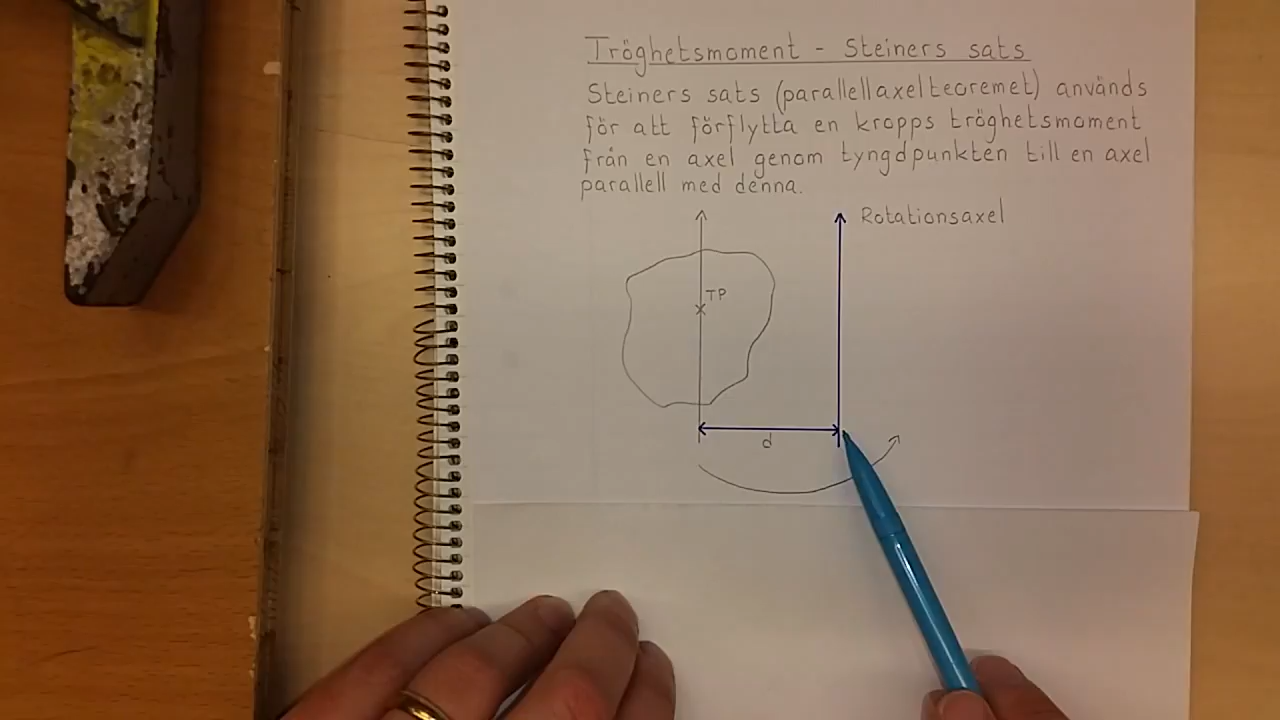 Tröghetsmoment - Steiners sats
Steiners sats (parallellaxelteoremet) används
för att förflytta en kropps tröghetsmoment
från en axel genom tyngdpunkten till en axel
parallell med denna.
Rotationsaxel
TP
d